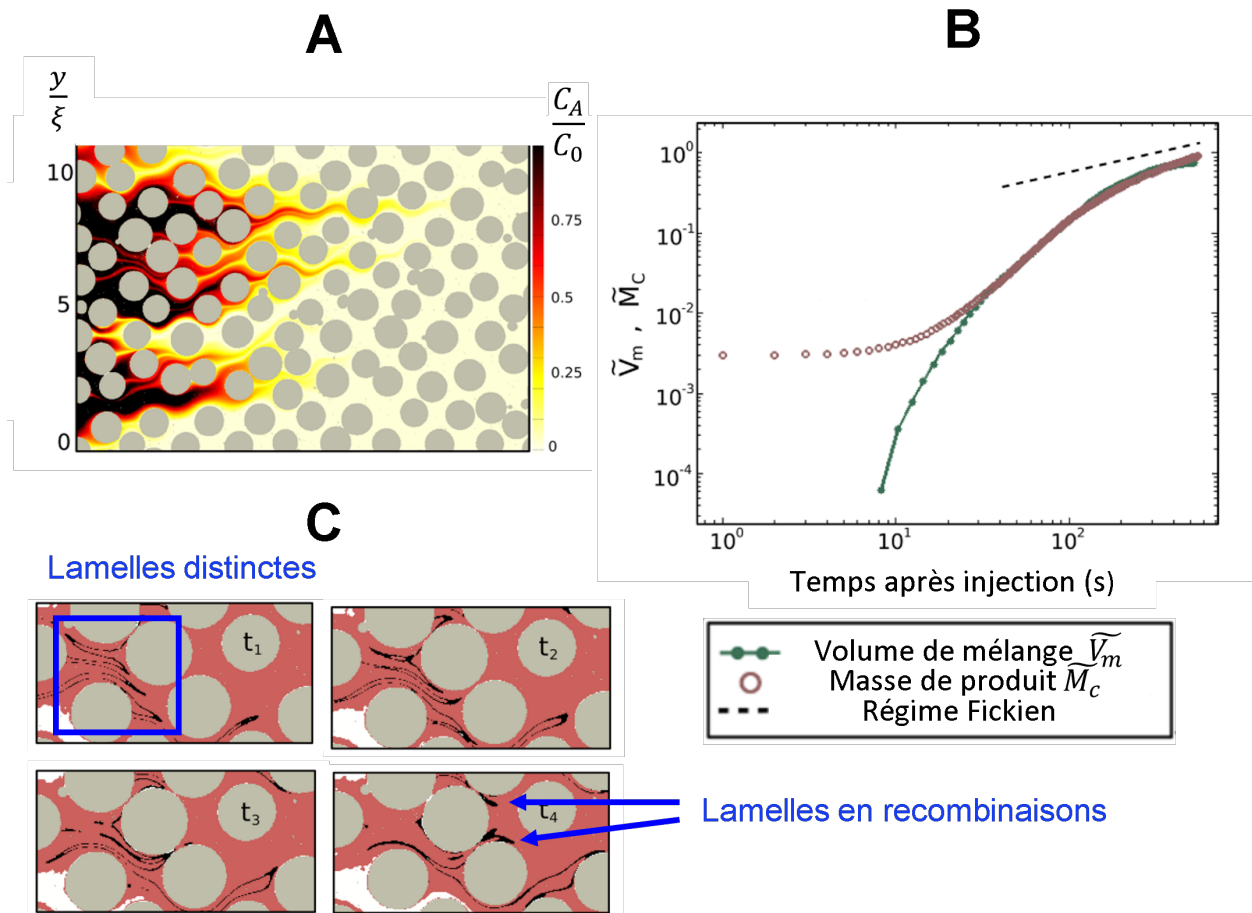 A
B
y
ξ
C_A
C_0
10
5
0
0.75
0.5
0.25
0
Ṽ_m , M̃_C
10^0
10^-1
10^-2
10^-3
10^-4
10^0
10^1
10^2
Temps après injection (s)
Volume de mélange Ṽ_m
Masse de produit M̃_c
Régime Fickien
C
Lamelles distinctes
t_1
t_2
t_3
t_4
Lamelles en recombinaisons